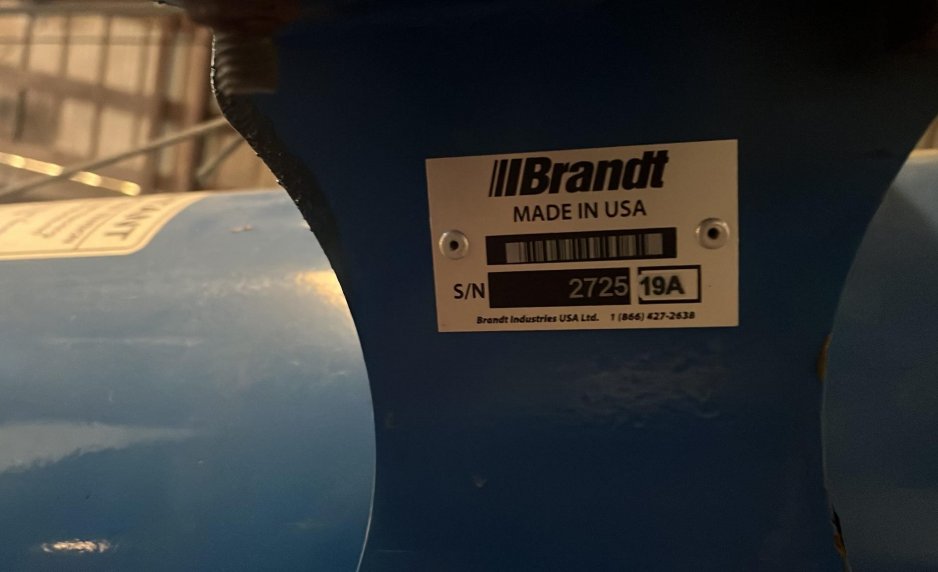 Brandt
MADE IN USA
S/N 2725 19A
Brandt Industries USA Ltd. 1 (866) 427-2638